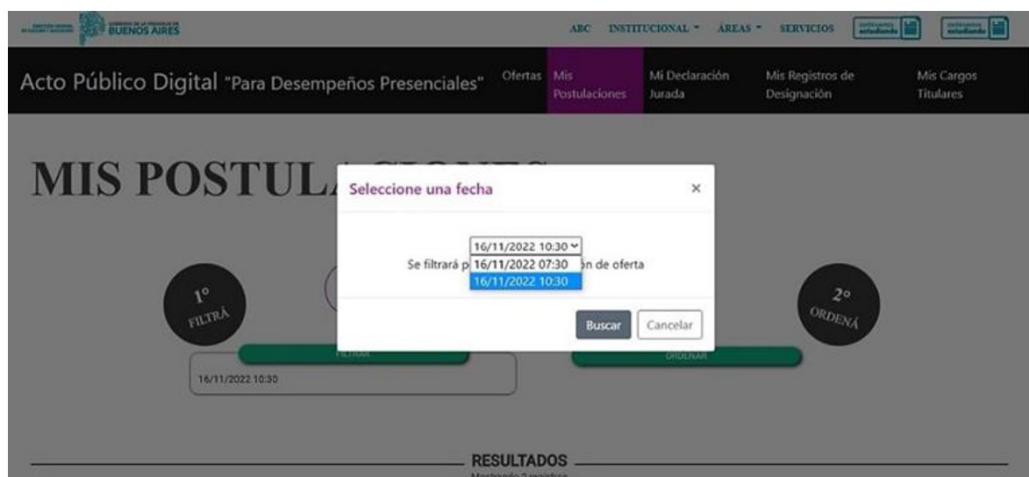 BUENOS AIRES
ABC INSTITUCIONAL ÁREAS SERVICIOS
Acto Público Digital "Para Desempeños Presenciales"
Ofertas
Mis
Postulaciones
Mi Declaración
Jurada
Mis Registros de
Designación
Mis Cargos
Titulares
MIS POSTULACIONES
Seleccione una fecha ×
16/11/2022 10:30
Se filtrará p
16/11/2022 07:30
ón de oferta
16/11/2022 10:30
Buscar Cancelar
1°
FILTRÁ
2°
ORDENÁ
FILTRAR
ORDENAR
16/11/2022 10:30
RESULTADOS